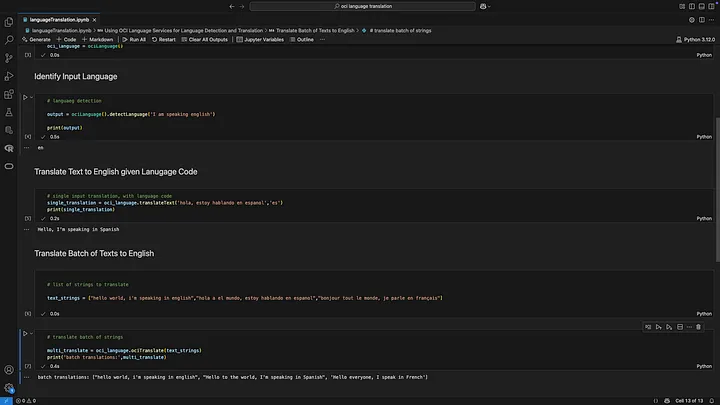 oci language translation
languageTranslation.ipynb
languageTranslation.ipynb > Using OCI Language Services for Language Detection and Translation > Translate Batch of Texts to English > # translate batch of strings
Generate + Code + Markdown Run All Restart Clear All Outputs Jupyter Variables Outline ... Python 3.12.0
oci_language = ociLanguage()
[3] 0.0s Python
Identify Input Language
# languang detection
output = ociLanguage().detectLanguage('I am speaking english')
print(output)
[4] 0.5s Python
en
Translate Text to English given Lanugage Code
# single input translation, with language code
single_translation = oci_language.translateText('hola, estoy hablando en espanol','es')
print(single_translation)
[5] 0.2s Python
Hello, I'm speaking in Spanish
Translate Batch of Texts to English
# list of strings to translate
text_strings = ["hello world, i'm speaking in english","hola a el mundo, estoy hablando en espanol","bonjour tout le monde, je parle en français"]
[6] 0.0s Python
# translate batch of strings
multi_translate = oci_language.ociTranslate(text_strings)
print('batch translations:',multi_translate)
[7] 0.4s Python
batch translations: ["hello world, i'm speaking in english", "Hello to the world, I'm speaking in Spanish", 'Hello everyone, I speak in French']
0 0 Cell 13 of 13